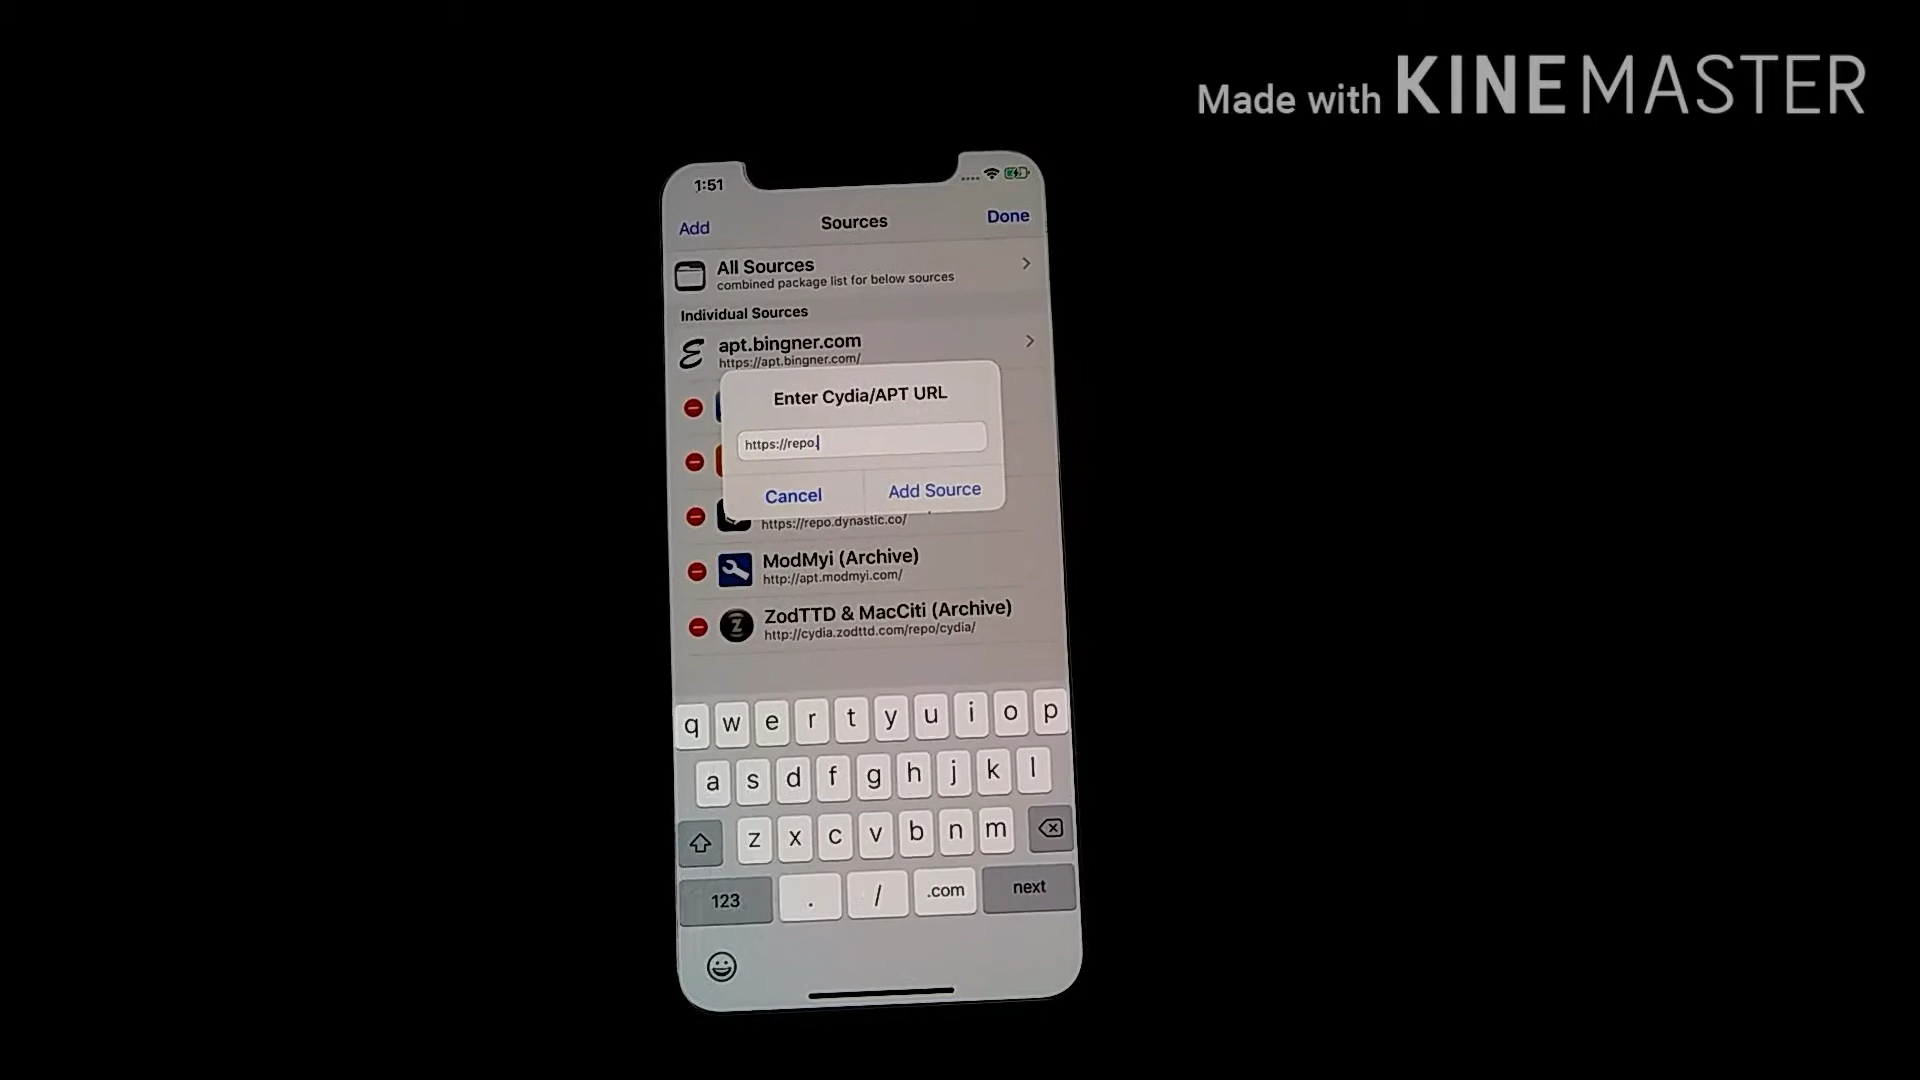 Made with KINEMASTER
1:51
Add Sources Done
All Sources
combined package list for below sources
Individual Sources
apt.bingner.com
https://apt.bingner.com/
Enter Cydia/APT URL
https://repo.
Cancel Add Source
https://repo.dynastic.co/
ModMyi (Archive)
http://apt.modmyi.com/
ZodTTD & MacCiti (Archive)
http://cydia.zodttd.com/repo/cydia/
q w e r t y u i o p
a s d f g h j k l
z x c v b n m
123 . / .com next